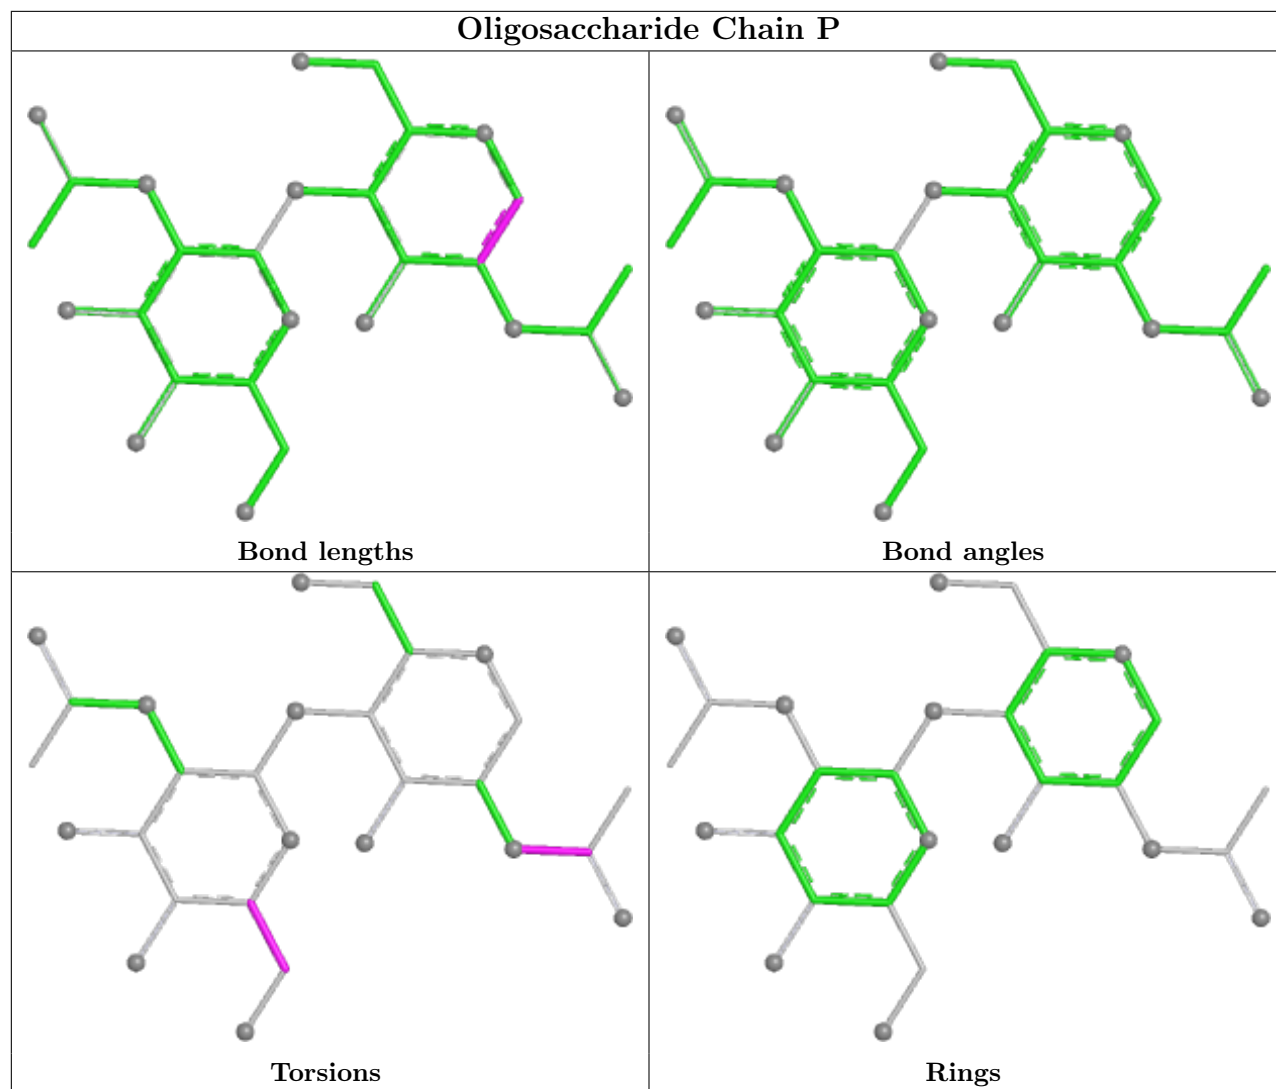 Oligosaccharide Chain P
Bond lengths
Bond angles
Torsions
Rings